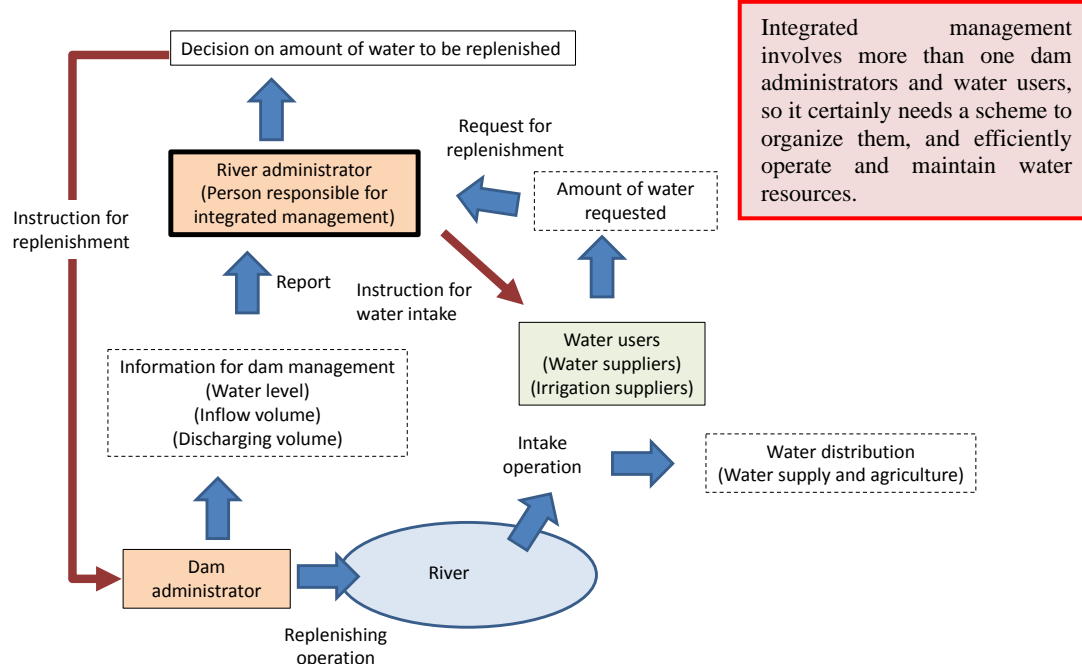 Decision on amount of water to be replenished
Integrated management
involves more than one dam
administrators and water users,
so it certainly needs a scheme to
organize them, and efficiently
operate and maintain water
resources.
Request for
replenishment
River administrator
(Person responsible for
integrated management)
Amount of water
requested
Instruction for
replenishment
Report
Instruction for
water intake
Water users
(Water suppliers)
(Irrigation suppliers)
Information for dam management
(Water level)
(Inflow volume)
(Discharging volume)
Intake
operation
Water distribution
(Water supply and agriculture)
Dam
administrator
River
Replenishing
operation